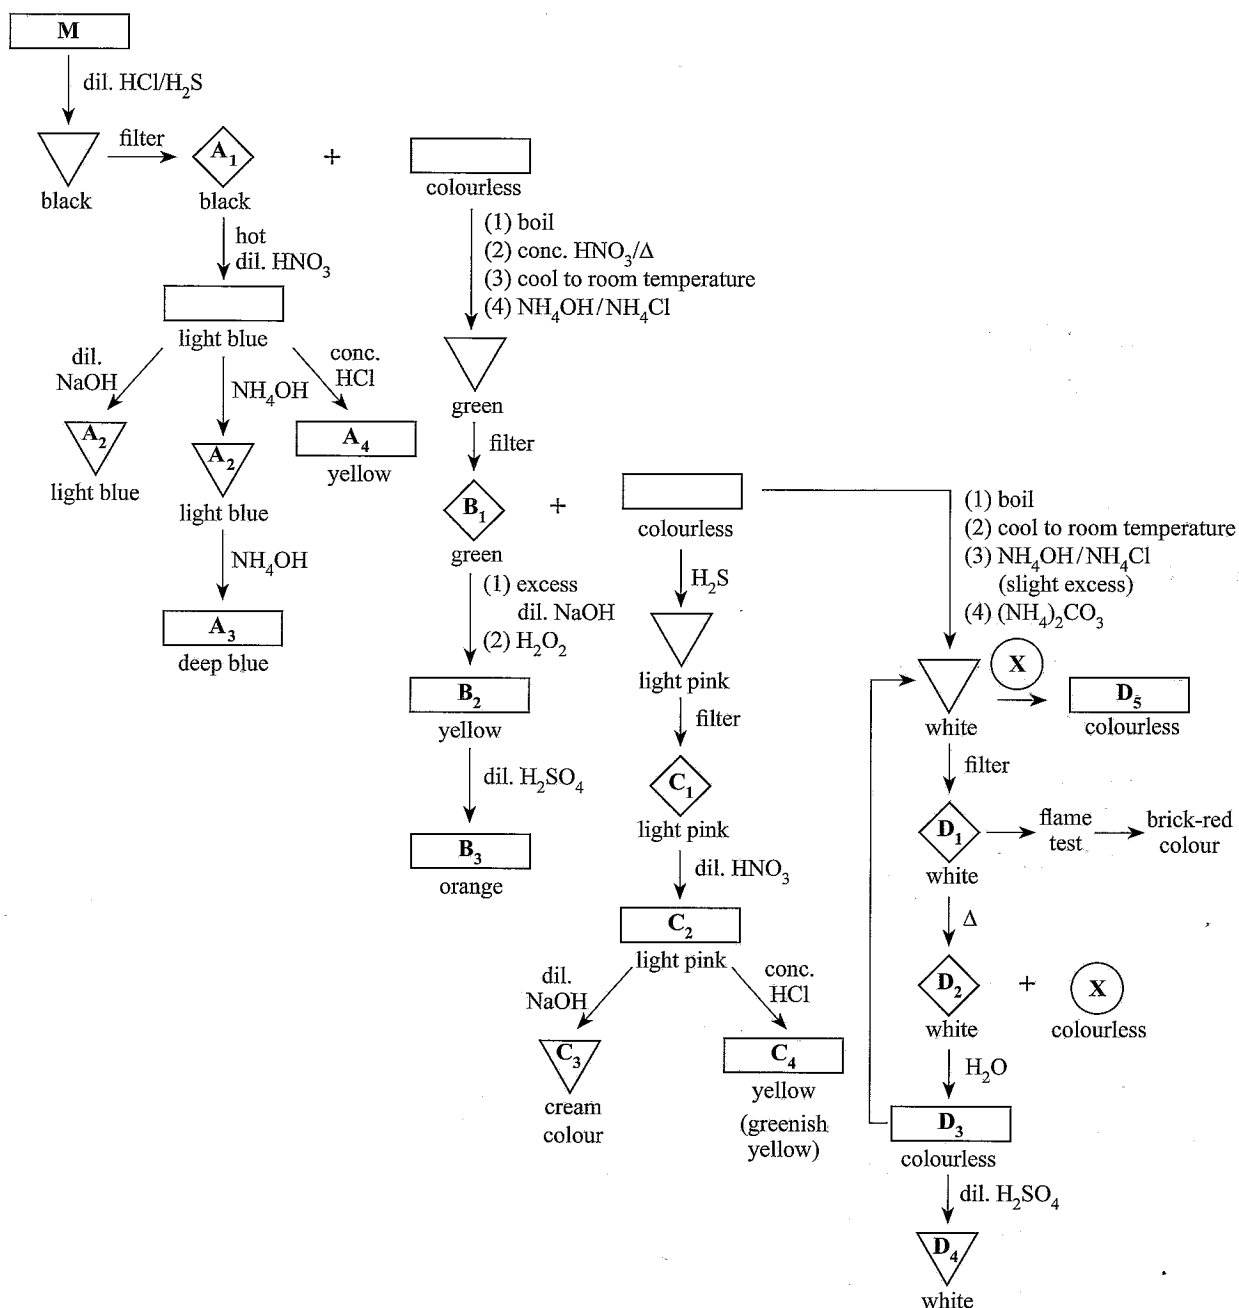 M
dil. HCl/H₂S
filter
A₁
+
black
black
colourless
hot
dil. HNO₃
(1) boil
(2) conc. HNO₃/Δ
(3) cool to room temperature
(4) NH₄OH/NH₄Cl
light blue
dil.
NaOH
NH₄OH
conc.
HCl
green
A₂
light blue
A₂
light blue
A₄
yellow
filter
NH₄OH
A₃
deep blue
B₁
+
green
colourless
(1) excess
dil. NaOH
(2) H₂O₂
H₂S
(1) boil
(2) cool to room temperature
(3) NH₄OH/NH₄Cl
(slight excess)
(4) (NH₄)₂CO₃
B₂
yellow
light pink
X
D₅
white
colourless
dil. H₂SO₄
filter
filter
B₃
orange
C₁
light pink
D₁
white
flame
test
brick-red
colour
dil. HNO₃
Δ
C₂
light pink
D₂
+
X
white
colourless
dil.
NaOH
conc.
HCl
C₃
cream
colour
C₄
yellow
(greenish
yellow)
H₂O
D₃
colourless
dil. H₂SO₄
D₄
white